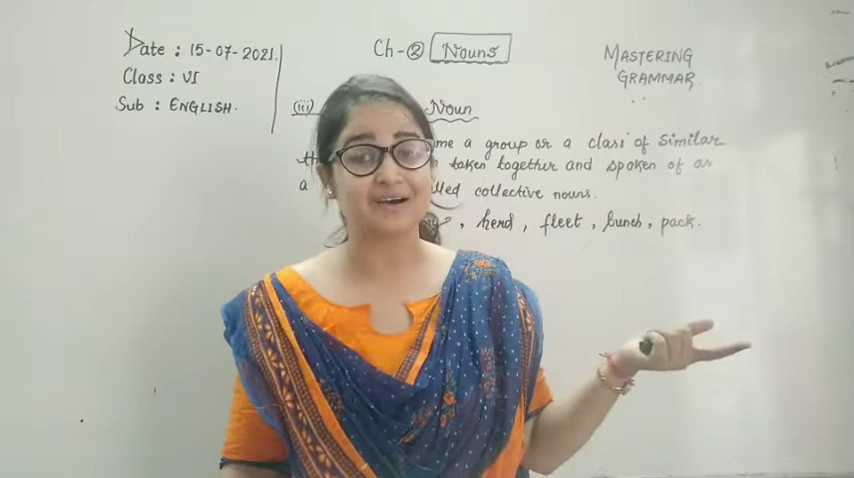 Date : 15-07-2021.
Class : VI
Sub : ENGLISH.
Ch-② Nouns
MASTERING
GRAMMAR
(iii) Noun
a group or a class of similar
taken together and spoken of as
a collective nouns.
, herd, fleet, bunch, pack.